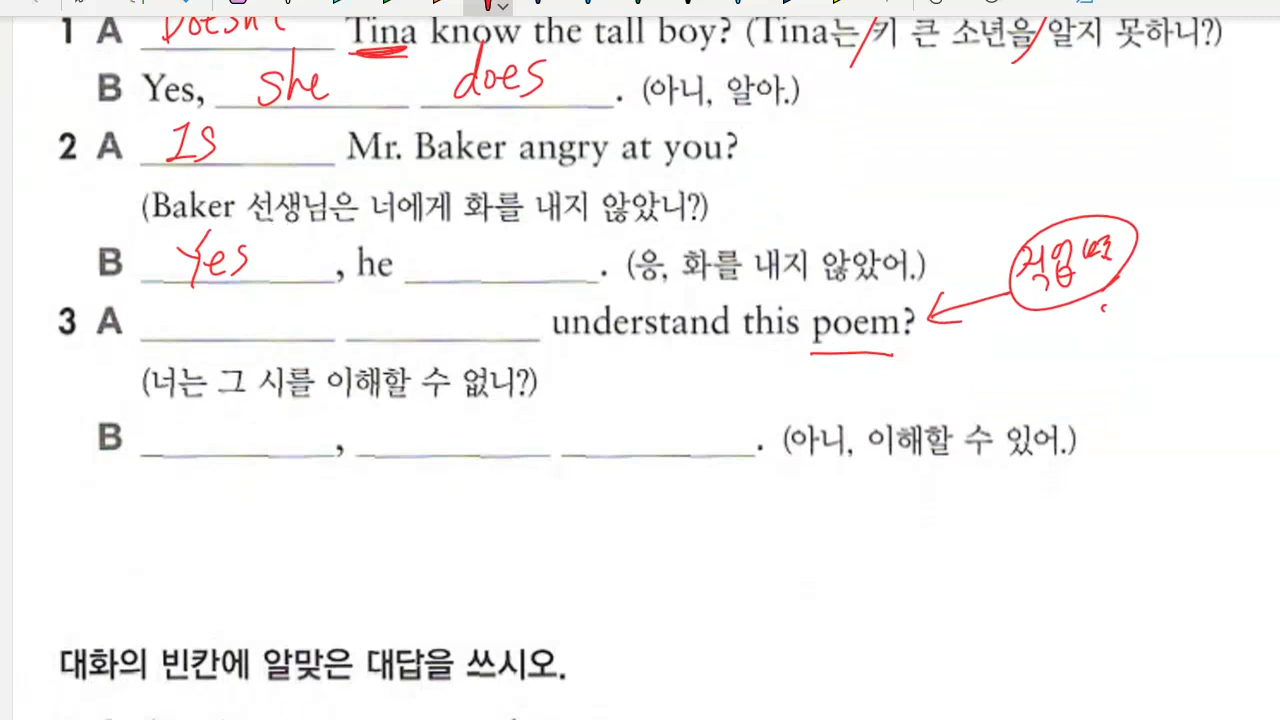 1 A Doesn't Tina know the tall boy? (Tina는/키 큰 소년을/알지 못하니?)
B Yes, she does. (아니, 알아.)
2 A Is Mr. Baker angry at you?
(Baker 선생님은 너에게 화를 내지 않았니?)
B Yes, he . (응, 화를 내지 않았어.)
3 A understand this poem?
(너는 그 시를 이해할 수 없니?)
B , . (아니, 이해할 수 있어.)
대화의 빈칸에 알맞은 대답을 쓰시오.